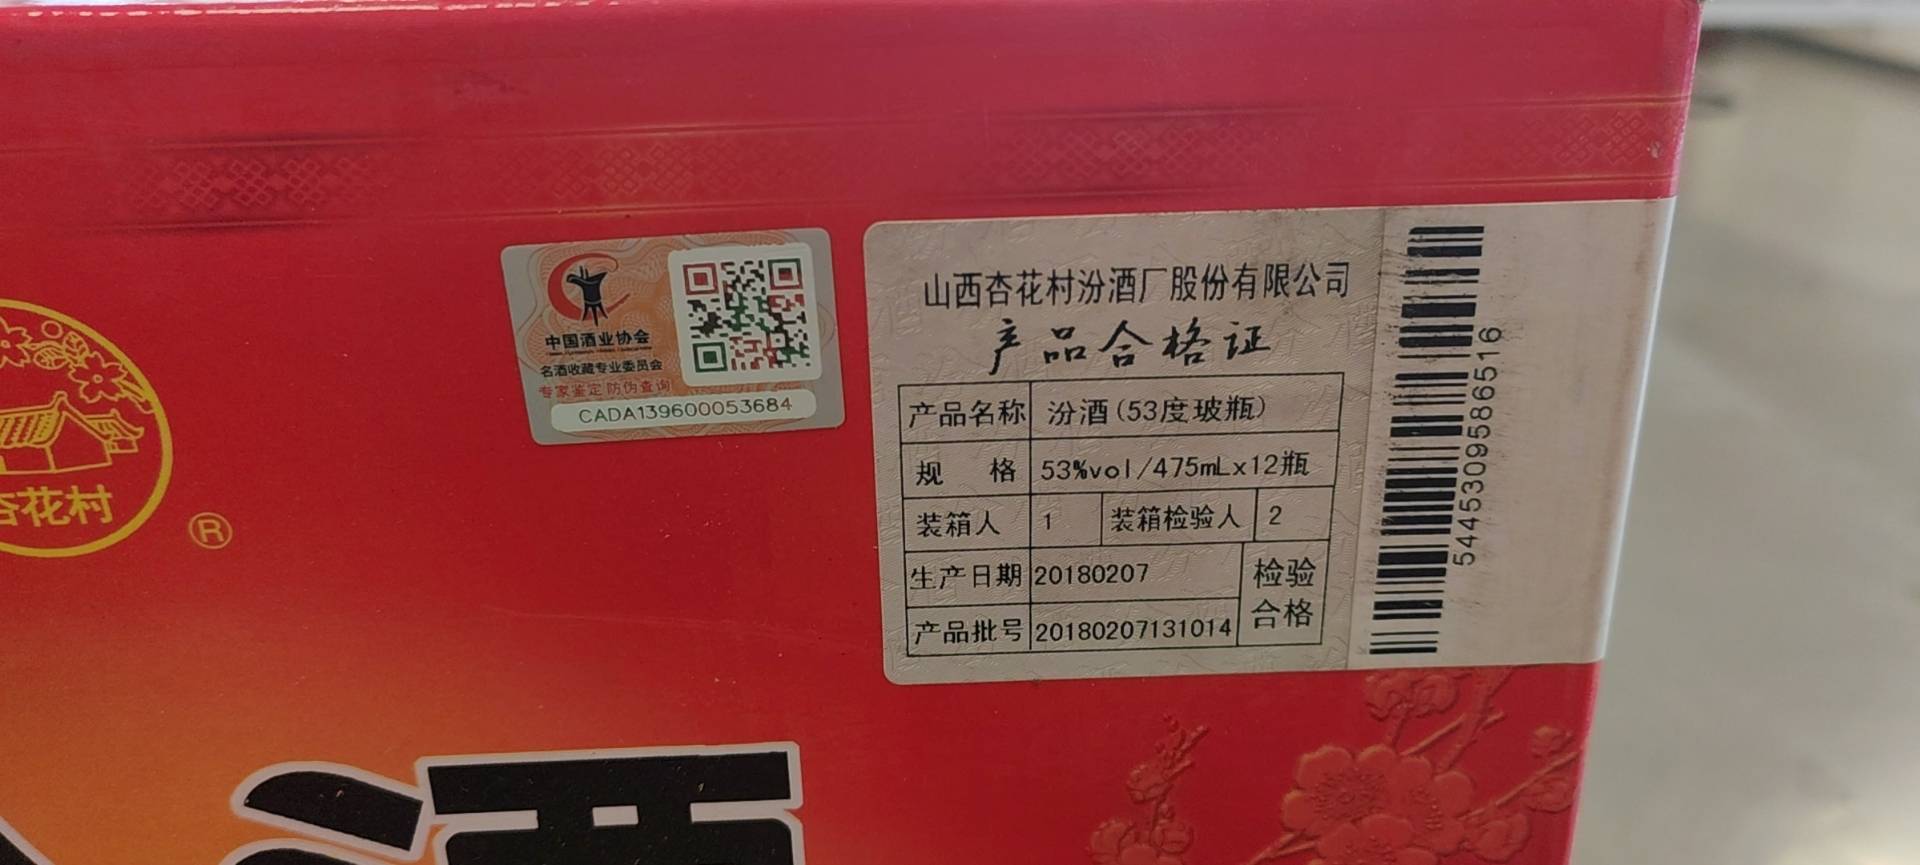 杏花村
®
中国酒业协会
名酒收藏专业委员会
专家鉴定 防伪查询
CADA139600053684
山西杏花村汾酒厂股份有限公司
产品合格证
产品名称 汾酒(53度玻瓶)
规 格 53%vol/475mLx12瓶
装箱人 1 装箱检验人 2
生产日期 20180207 检验
产品批号 20180207131014 合格
5445309586516
酒